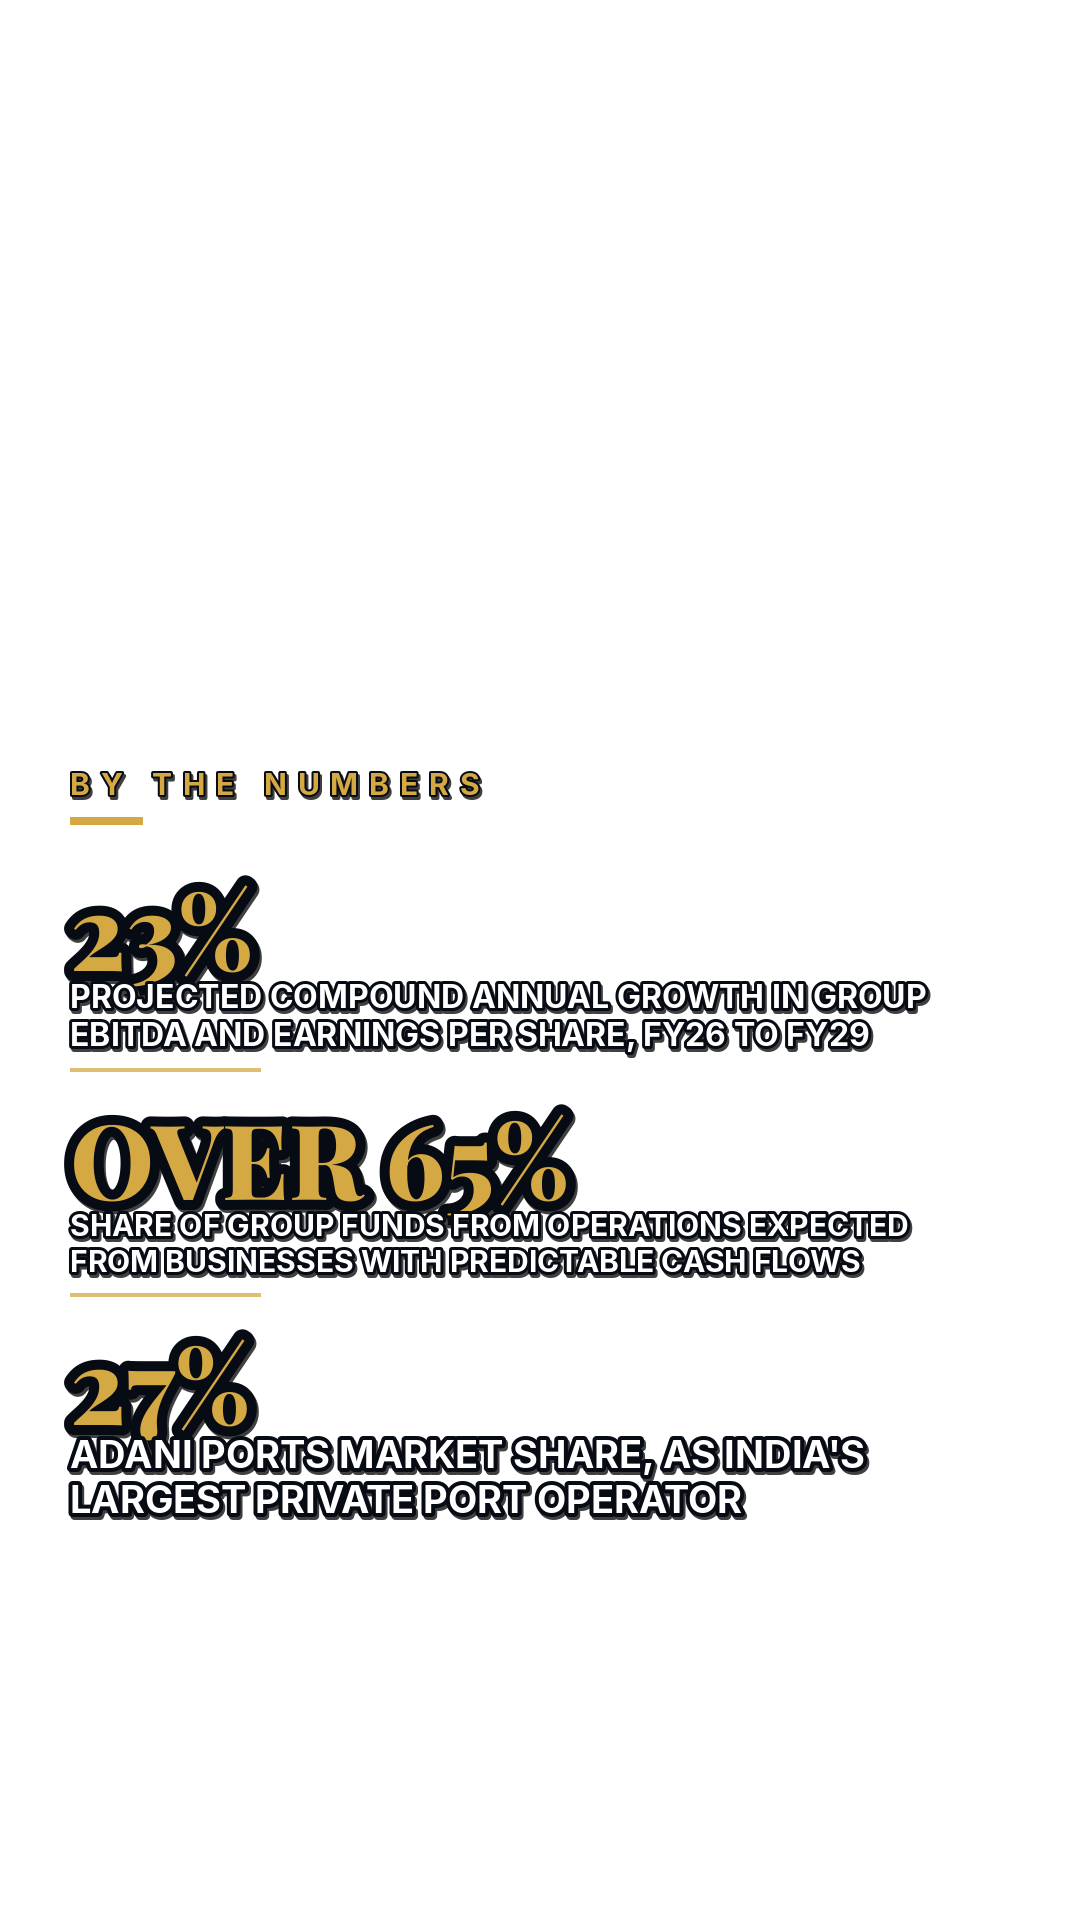 BY THE NUMBERS
23%
PROJECTED COMPOUND ANNUAL GROWTH IN GROUP
EBITDA AND EARNINGS PER SHARE, FY26 TO FY29
OVER 65%
SHARE OF GROUP FUNDS FROM OPERATIONS EXPECTED
FROM BUSINESSES WITH PREDICTABLE CASH FLOWS
27%
ADANI PORTS MARKET SHARE, AS INDIA'S
LARGEST PRIVATE PORT OPERATOR